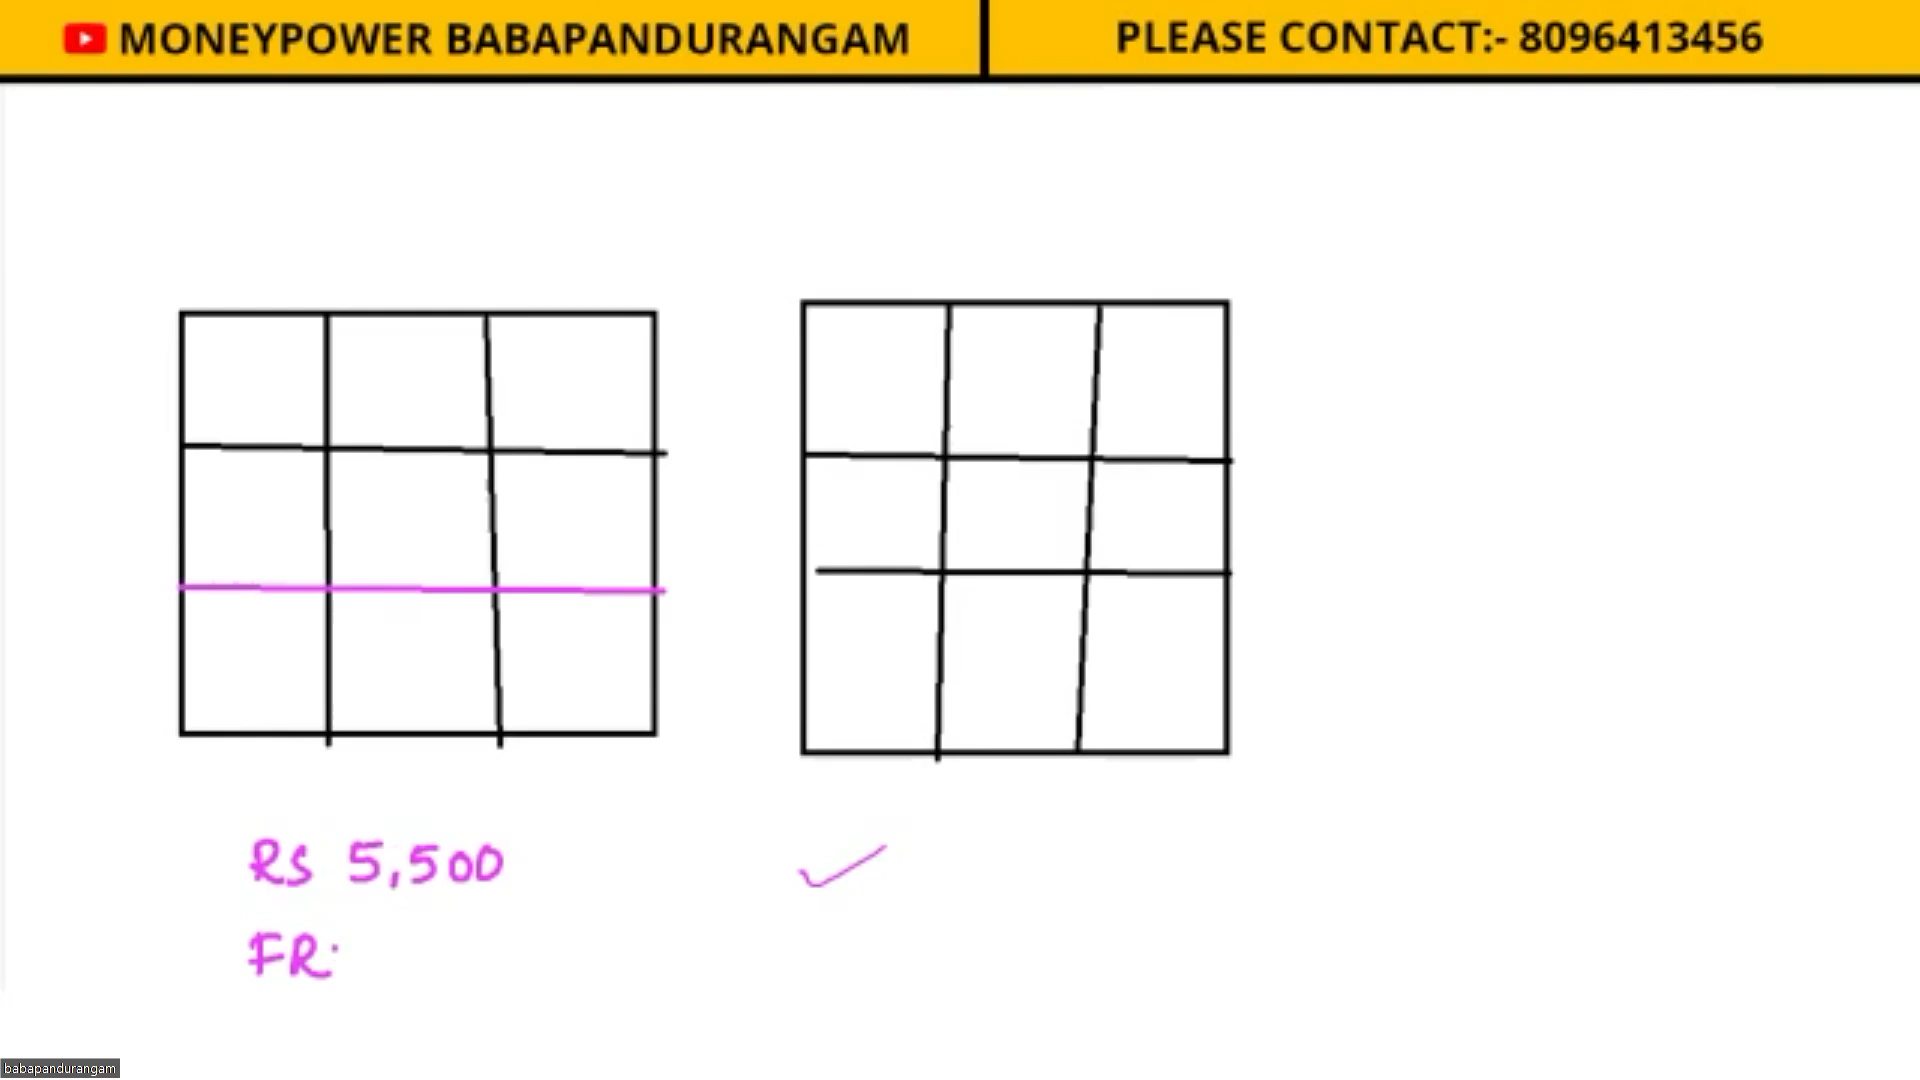 MONEYPOWER BABAPANDURANGAM
PLEASE CONTACT:- 8096413456
RS 5,500
FR:
babapandurangam